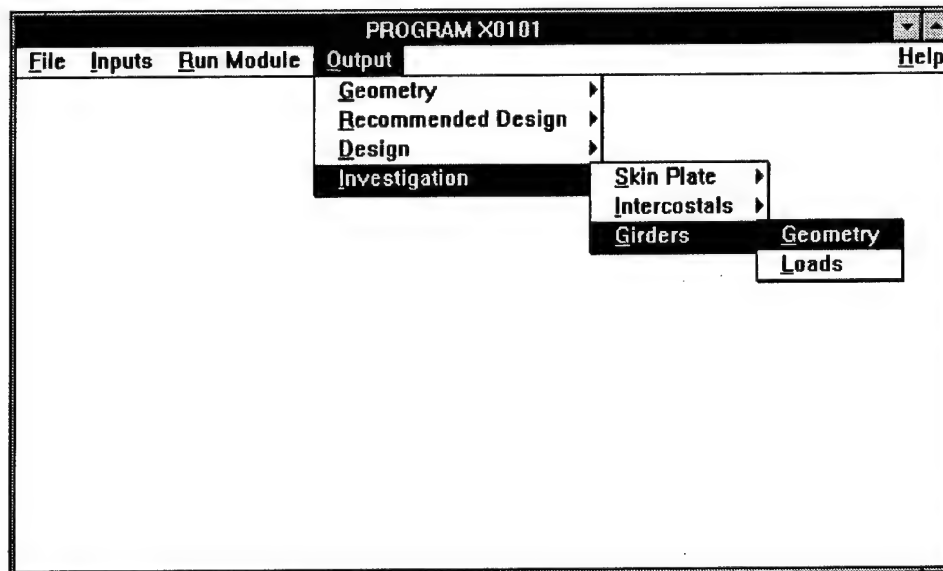 PROGRAM X0101
File Inputs Run Module Output Help
Geometry
Recommended Design
Design
Investigation
Skin Plate
Intercostals
Girders
Geometry
Loads